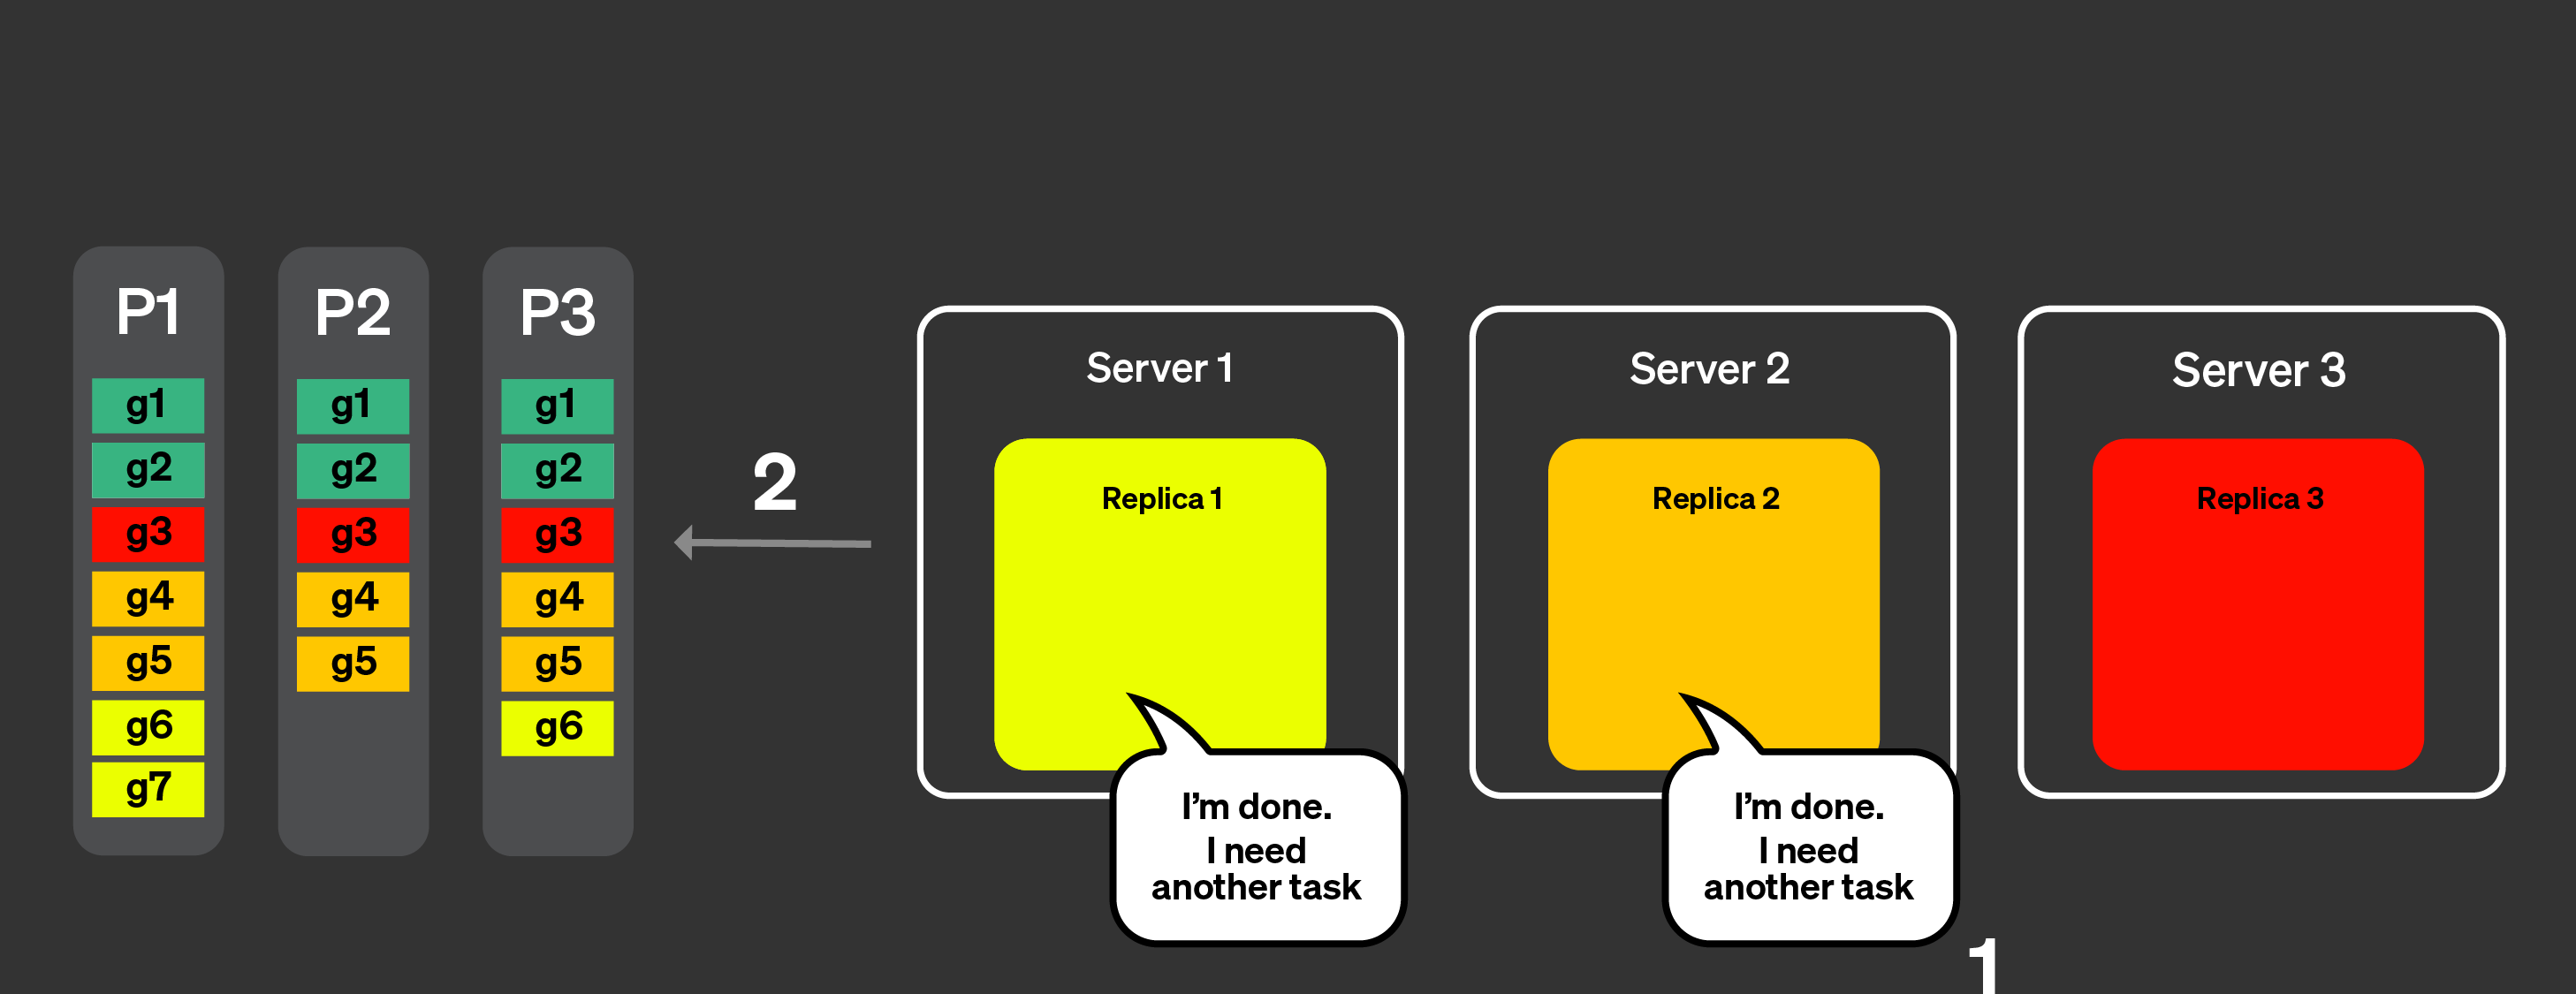 P1
g1
g2
g3
g4
g5
g6
g7
P2
g1
g2
g3
g4
g5
P3
g1
g2
g3
g4
g5
g6
2
Server 1
Replica 1
I'm done.
I need
another task
Server 2
Replica 2
I'm done.
I need
another task
Server 3
Replica 3
1